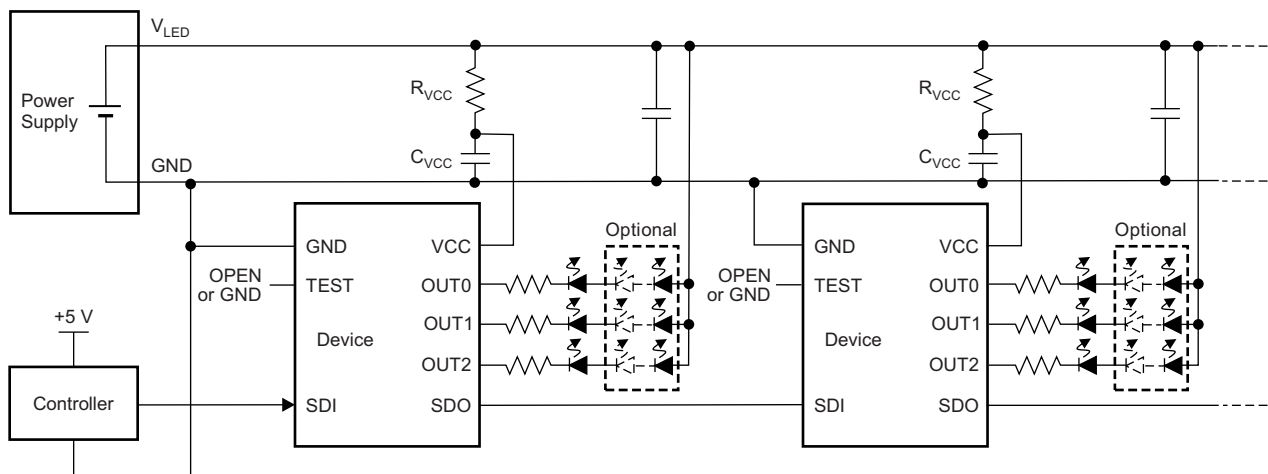 V_LED
Power
Supply
GND
R_VCC
C_VCC
R_VCC
C_VCC
Optional
Optional
GND
VCC
OPEN
or GND
TEST
OUT0
OUT1
Device
OUT2
SDI
SDO
GND
VCC
OPEN
or GND
TEST
OUT0
OUT1
Device
OUT2
SDI
SDO
+5 V
Controller